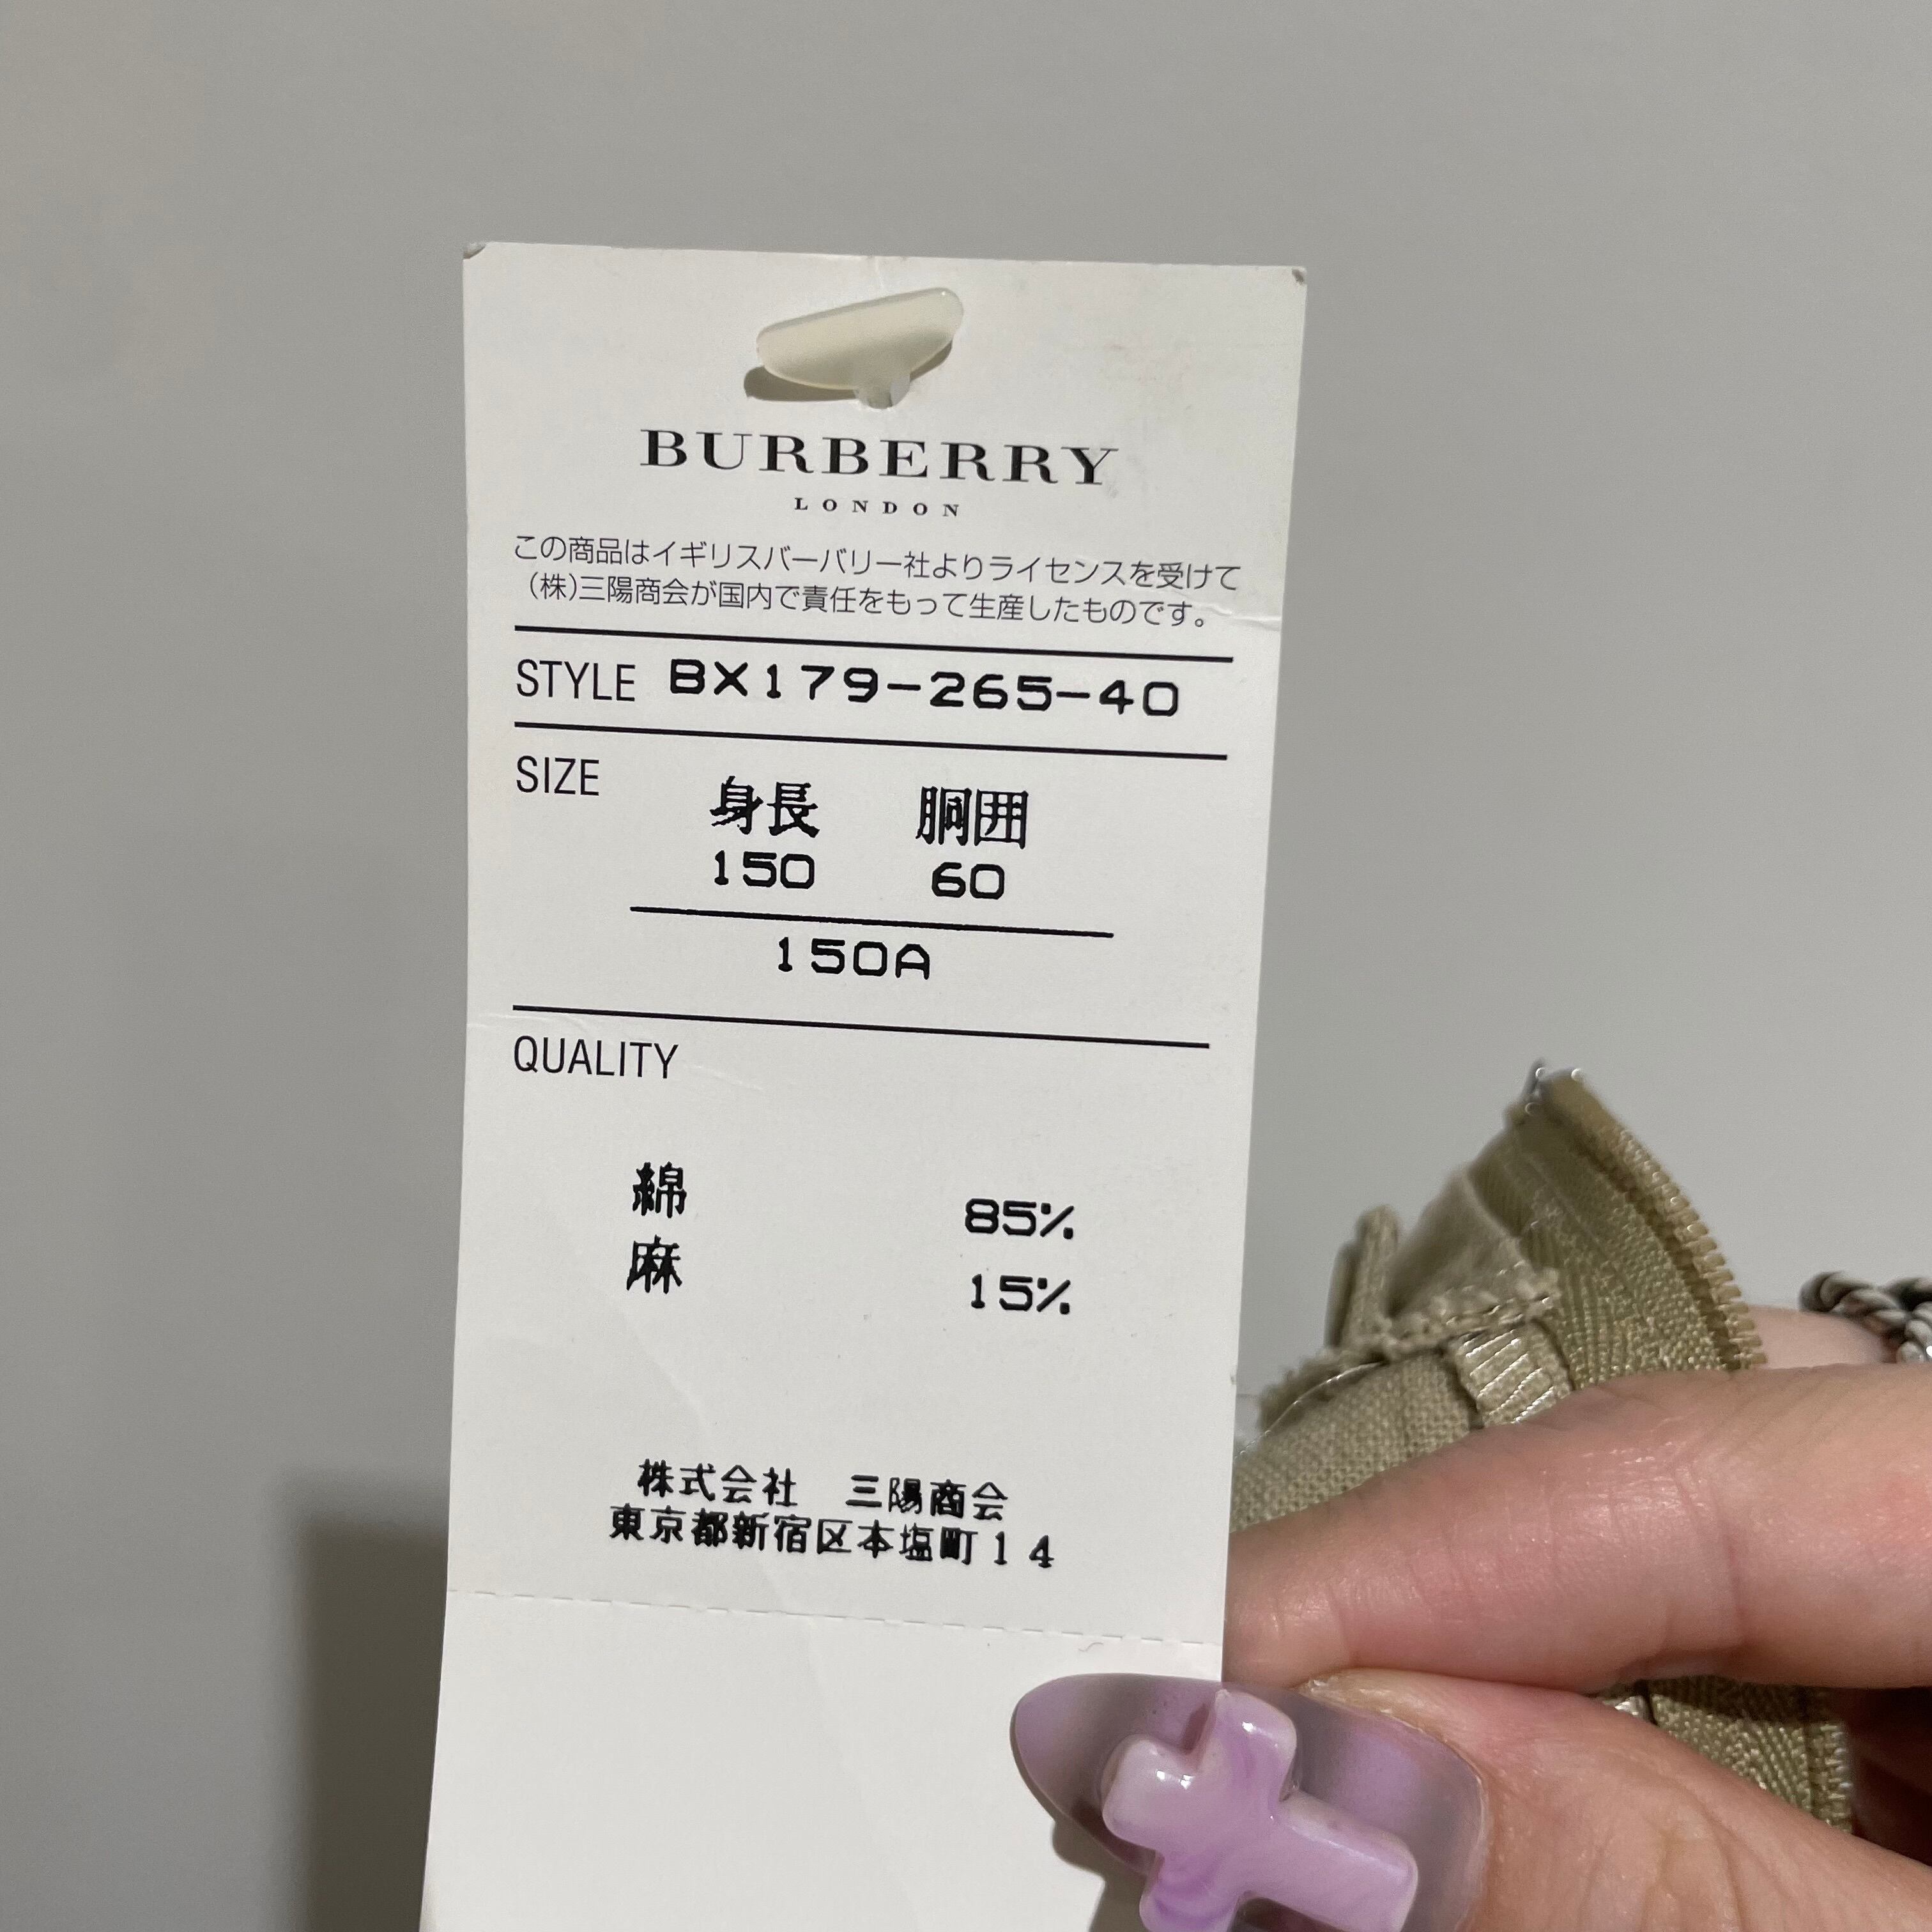 BURBERRY
LONDON
この商品はイギリスバーバリー社よりライセンスを受けて
(株)三陽商会が国内で責任をもって生産したものです。
STYLE BX179-265-40
SIZE 身長 胴囲
150 60
150A
QUALITY
綿 85%
麻 15%
株式会社 三陽商会
東京都新宿区本塩町14